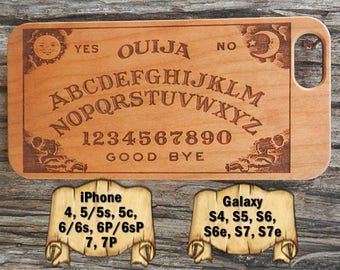 YES OUIJA NO
ABCDEFGHIJKLM
NOPQRSTUVWXYZ
1234567890
GOOD BYE
iPhone
4, 5/5s, 5c,
6/6s, 6P/6sP
7, 7P
Galaxy
S4, S5, S6,
S6e, S7, S7e